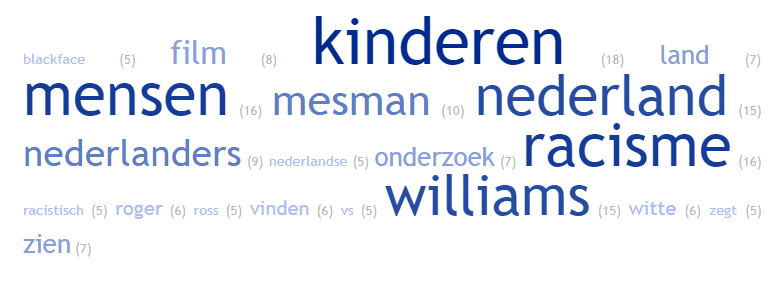 blackface (5) film (8) kinderen (18) land (7)
mensen (16) mesman (10) nederland (15)
nederlanders (9) nederlandse (5) onderzoek (7) racisme (16)
racistisch (5) roger (6) ross (5) vinden (6) vs (5) williams (15) witte (6) zegt (5)
zien (7)